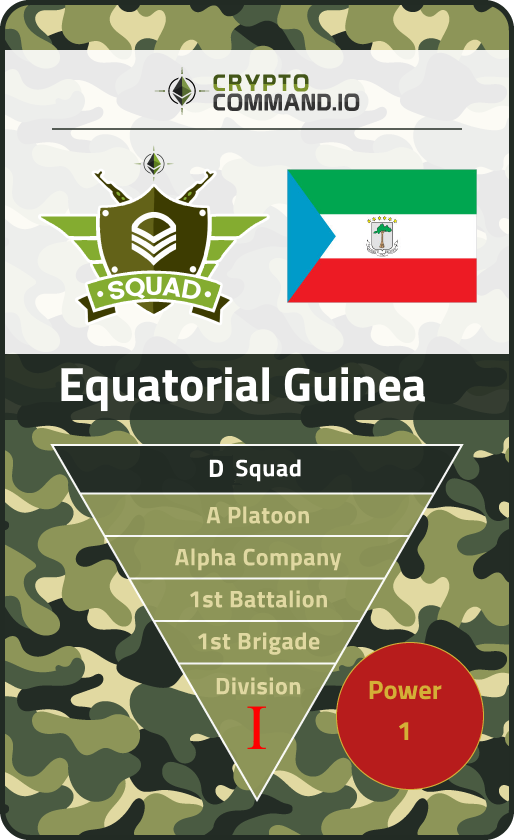 CRYPTO
COMMAND.IO
SQUAD
Equatorial Guinea
D Squad
A Platoon
Alpha Company
1st Battalion
1st Brigade
Division
I
Power
1